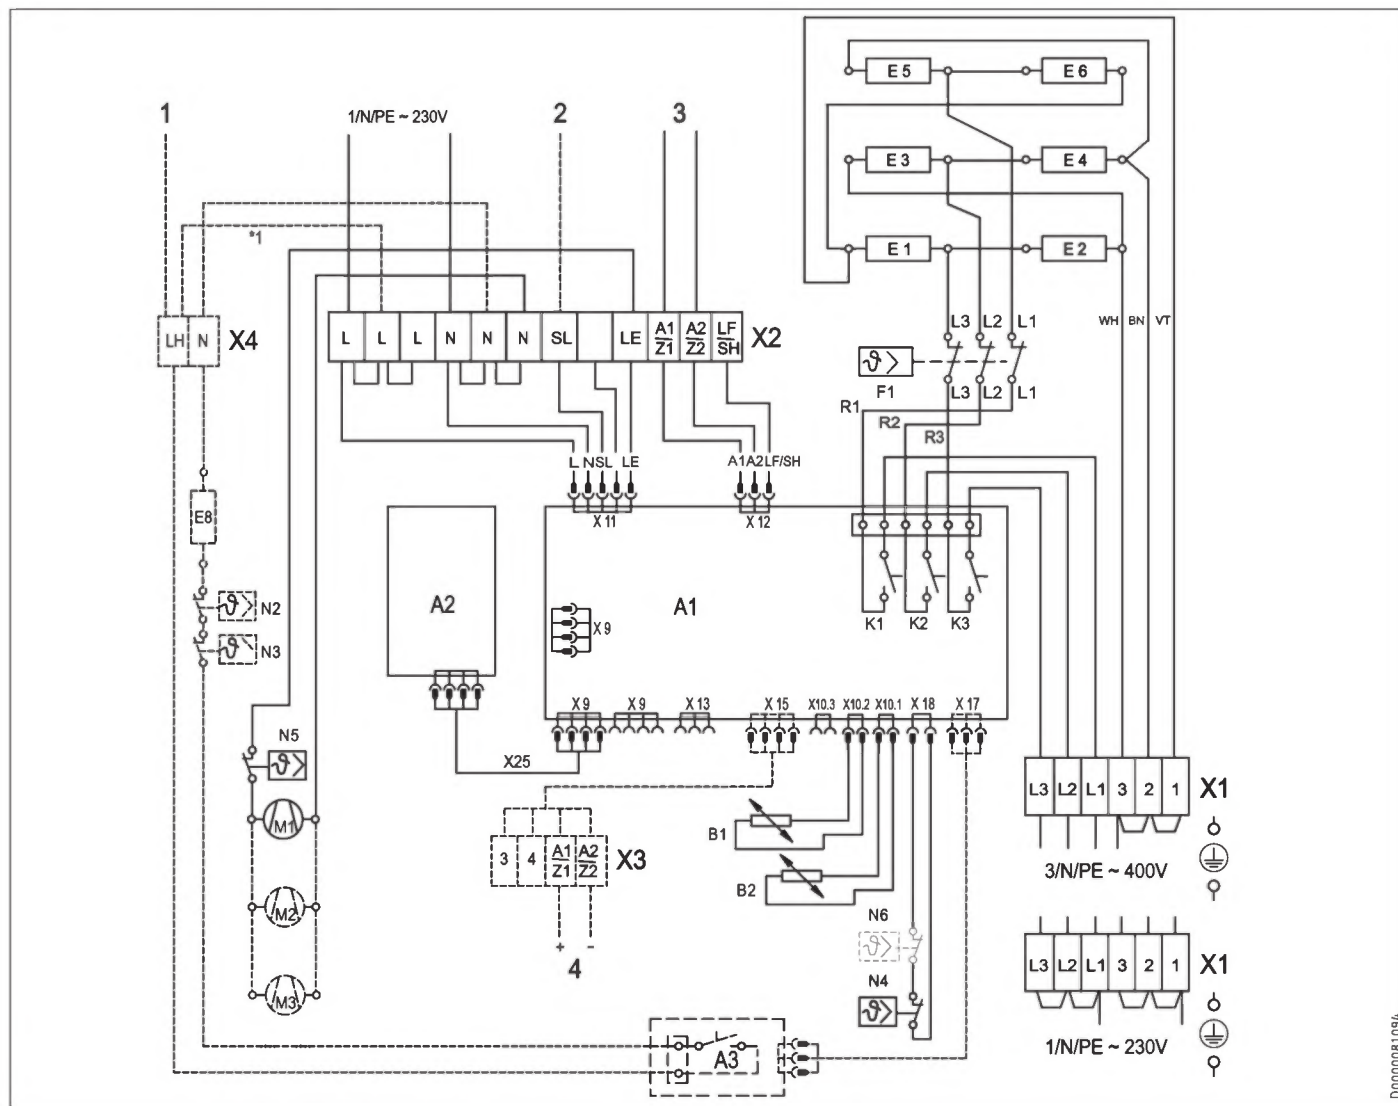 E 5 E 6
1 1/N/PE ~ 230V 2 3
E 3 E 4
*1
E 1 E 2
LH N X4
L L L N N N SL LE A1 Z1 A2 Z2 LF SH X2
L3 L2 L1 WH BN VT
ϑ F1
L3 L2 L1
R1 R2 R3
L N SL LE A1 A2 LF/SH
X 11 X 12
E8
A2 A1
ϑ N2
X 9
K1 K2 K3
ϑ N3
X 9 X 9 X 13 X 15 X10.3 X10.2 X10.1 X 18 X 17
N5
ϑ
X25
L3 L2 L1 3 2 1 X1
M1
B1
3 4 A1 Z1 A2 Z2 X3
3/N/PE ~ 400V
B2
M2
N6
ϑ
+ -
4
L3 L2 L1 3 2 1 X1
N4
ϑ
M3
A3
1/N/PE ~ 230V
D0000081094